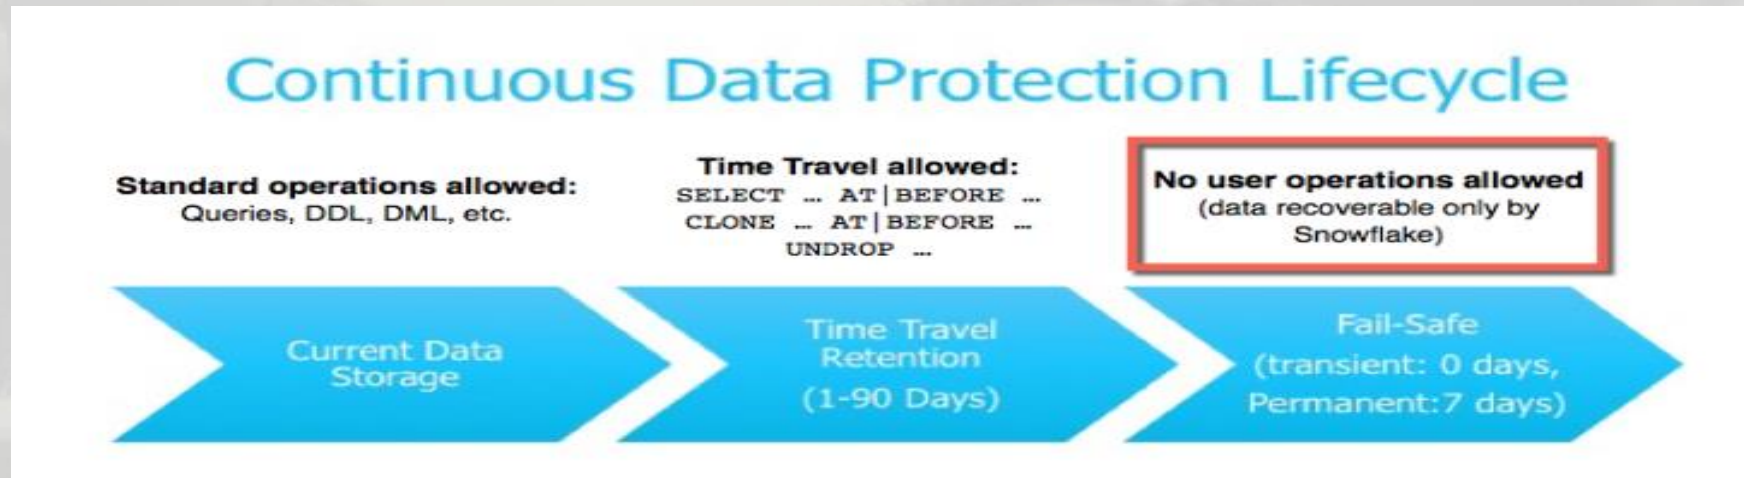 Continuous Data Protection Lifecycle
Standard operations allowed:
Queries, DDL, DML, etc.
Time Travel allowed:
SELECT … AT|BEFORE …
CLONE … AT|BEFORE …
UNDROP …
No user operations allowed
(data recoverable only by
Snowflake)
Current Data
Storage
Time Travel
Retention
(1-90 Days)
Fail-Safe
(transient: 0 days,
Permanent:7 days)